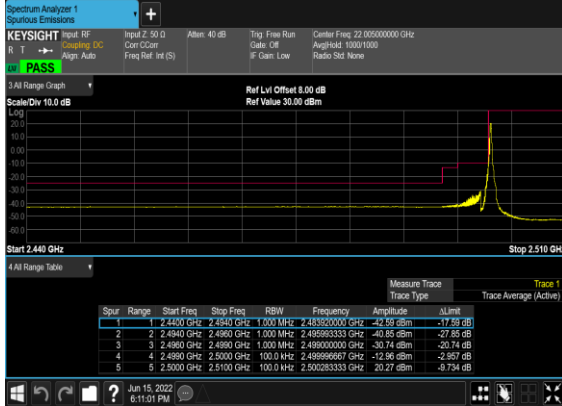 Spectrum Analyzer 1
Spurious Emissions
+
KEYSIGHT Input: RF Input Z: 50 Ω Atten: 40 dB Trig: Free Run Center Freq: 22.005000000 GHz
R T Coupling: DC Corr CCorr Gate: Off Avg|Hold: 1000/1000
Align: Auto Freq Ref: Int (S) IF Gain: Low Radio Std: None
PASS
3 All Range Graph
Ref Lvl Offset 8.00 dB
Scale/Div 10.0 dB Ref Value 30.00 dBm
Log
20.0
10.0
0.00
-10.0
-20.0
-30.0
-40.0
-50.0
-60.0
Start 2.440 GHz Stop 2.510 GHz
4 All Range Table
Measure Trace Trace 1
Trace Type Trace Average (Active)
Spur Range Start Freq Stop Freq RBW Frequency Amplitude ΔLimit
1 1 2.4400 GHz 2.4940 GHz 1.000 MHz 2.483920000 GHz -42.59 dBm -17.59 dB
2 2 2.4940 GHz 2.4960 GHz 1.000 MHz 2.495993333 GHz -40.85 dBm -27.85 dB
3 3 2.4960 GHz 2.4990 GHz 1.000 MHz 2.499000000 GHz -30.74 dBm -20.74 dB
4 4 2.4990 GHz 2.5000 GHz 100.0 kHz 2.499996667 GHz -12.96 dBm -2.957 dB
5 5 2.5000 GHz 2.5100 GHz 100.0 kHz 2.500283333 GHz 20.27 dBm -9.734 dB
?
Jun 15, 2022
6:11:01 PM